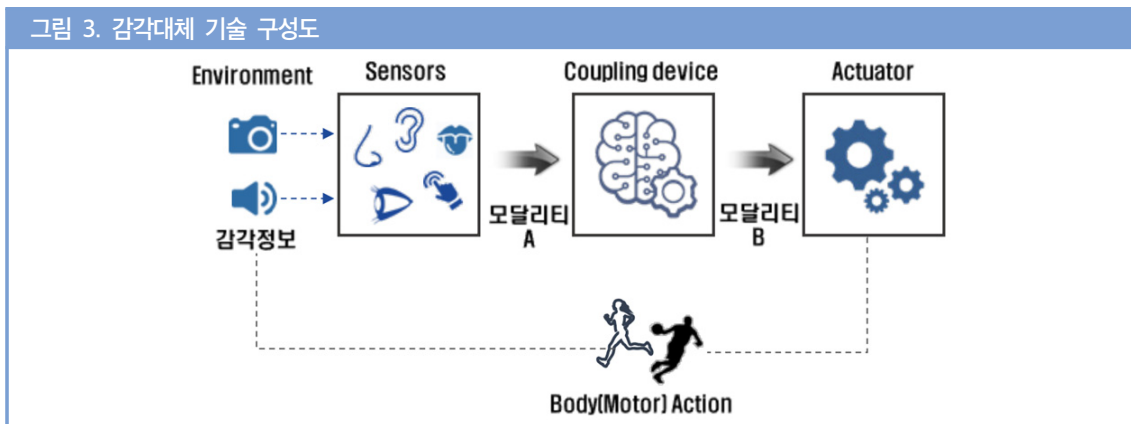 그림 3. 감각대체 기술 구성도
Environment
Sensors
Coupling device
Actuator
감각정보
모달리티
A
모달리티
B
Body(Motor) Action